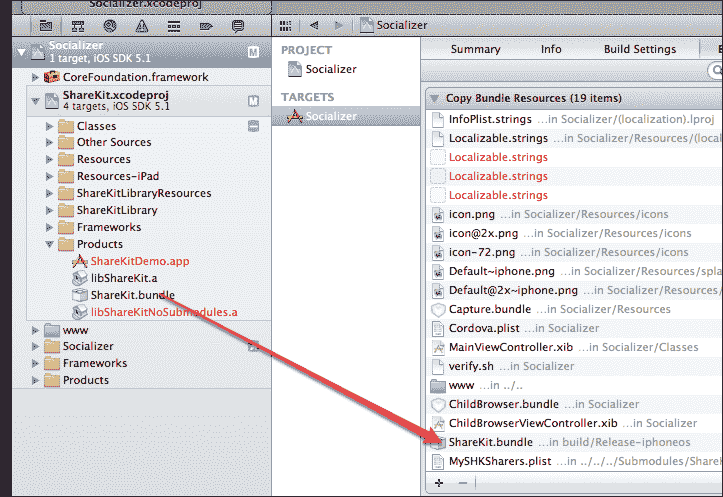 Socializer.xcodeproj
Socializer
Socializer
1 target, iOS SDK 5.1
M
CoreFoundation.framework
ShareKit.xcodeproj
4 targets, iOS SDK 5.1
M
Classes
Other Sources
Resources
Resources-iPad
ShareKitLibraryResources
ShareKitLibrary
Frameworks
Products
ShareKitDemo.app
libShareKit.a
ShareKit.bundle
libShareKitNoSubmodules.a
www
Socializer
Frameworks
Products
PROJECT
Socializer
TARGETS
Socializer
Summary Info Build Settings
Copy Bundle Resources (19 items)
InfoPlist.strings ...in Socializer/(localization).lproj
Localizable.strings ...in Socializer/Resources/(local
Localizable.strings
Localizable.strings
Localizable.strings
icon.png ...in Socializer/Resources/icons
icon@2x.png ...in Socializer/Resources/icons
icon-72.png ...in Socializer/Resources/icons
Default~iphone.png ...in Socializer/Resources/spla
Default@2x~iphone.png ...in Socializer/Resources/
Capture.bundle ...in Socializer/Resources
Cordova.plist ...in Socializer
MainViewController.xib ...in Socializer/Classes
verify.sh ...in Socializer
www ...in ../..
ChildBrowser.bundle ...in Socializer
ChildBrowserViewController.xib ...in Socializer
ShareKit.bundle ...in build/Release-iphoneos
MySHKSharers.plist ...in ../../../Submodules/ShareK